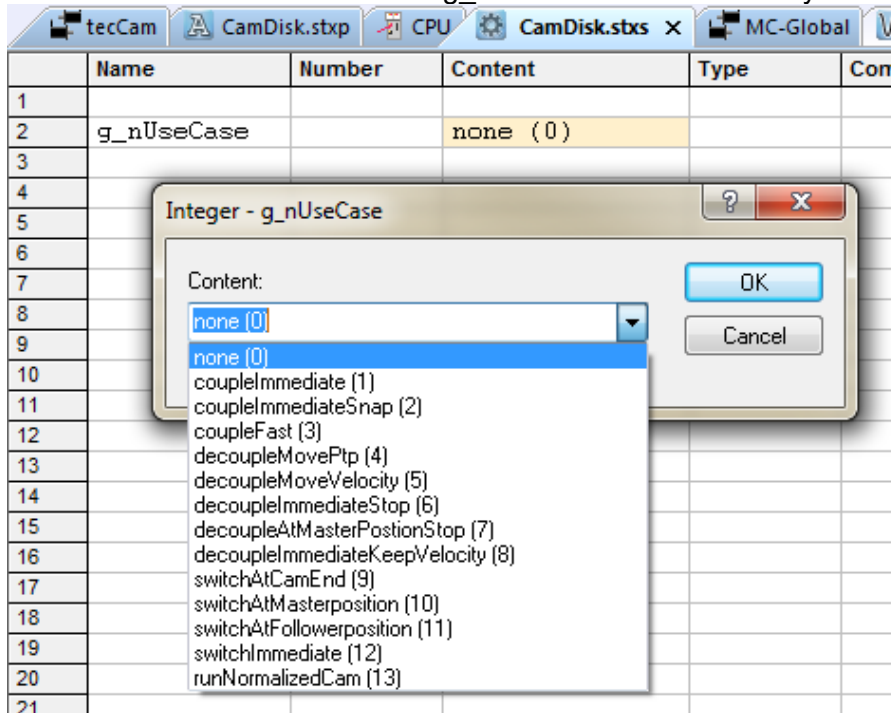 tecCam CamDisk.stxp CPU CamDisk.stxs x MC-Global
Name Number Content Type Con
1
2 g_nUseCase none (0)
3
4
Integer - g_nUseCase ? x
5
6
7 Content: OK
8 none (0)
9 Cancel
none (0)
10 coupleImmediate (1)
11 coupleImmediateSnap (2)
12 coupleFast (3)
13 decoupleMovePtp (4)
decoupleMoveVelocity (5)
14 decoupleImmediateStop (6)
15 decoupleAtMasterPostionStop (7)
16 decoupleImmediateKeepVelocity (8)
17 switchAtCamEnd (9)
18 switchAtMasterposition (10)
19 switchAtFollowerposition (11)
switchImmediate (12)
20 runNormalizedCam (13)
21